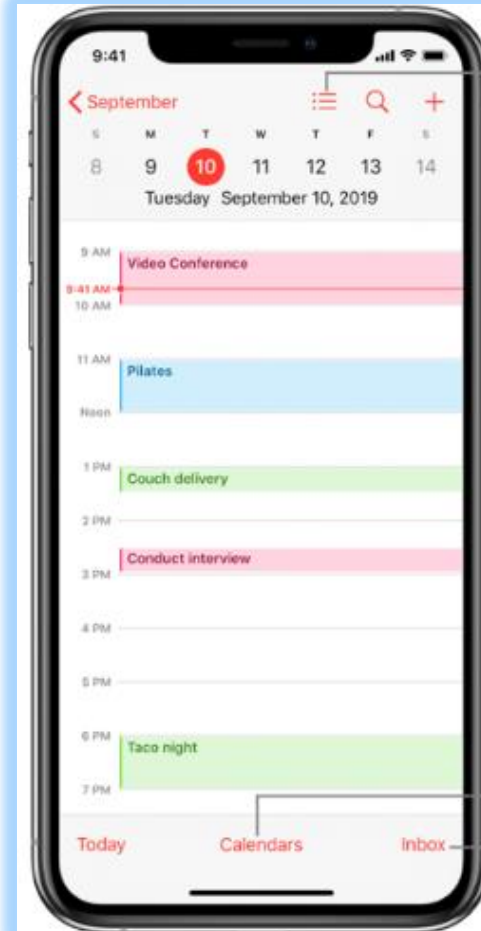 9:41
September
S M T W T F S
8 9 10 11 12 13 14
Tuesday September 10, 2019
9 AM
Video Conference
9:41 AM
10 AM
11 AM
Pilates
Noon
1 PM
Couch delivery
2 PM
Conduct interview
3 PM
4 PM
5 PM
6 PM
Taco night
7 PM
Today Calendars Inbox